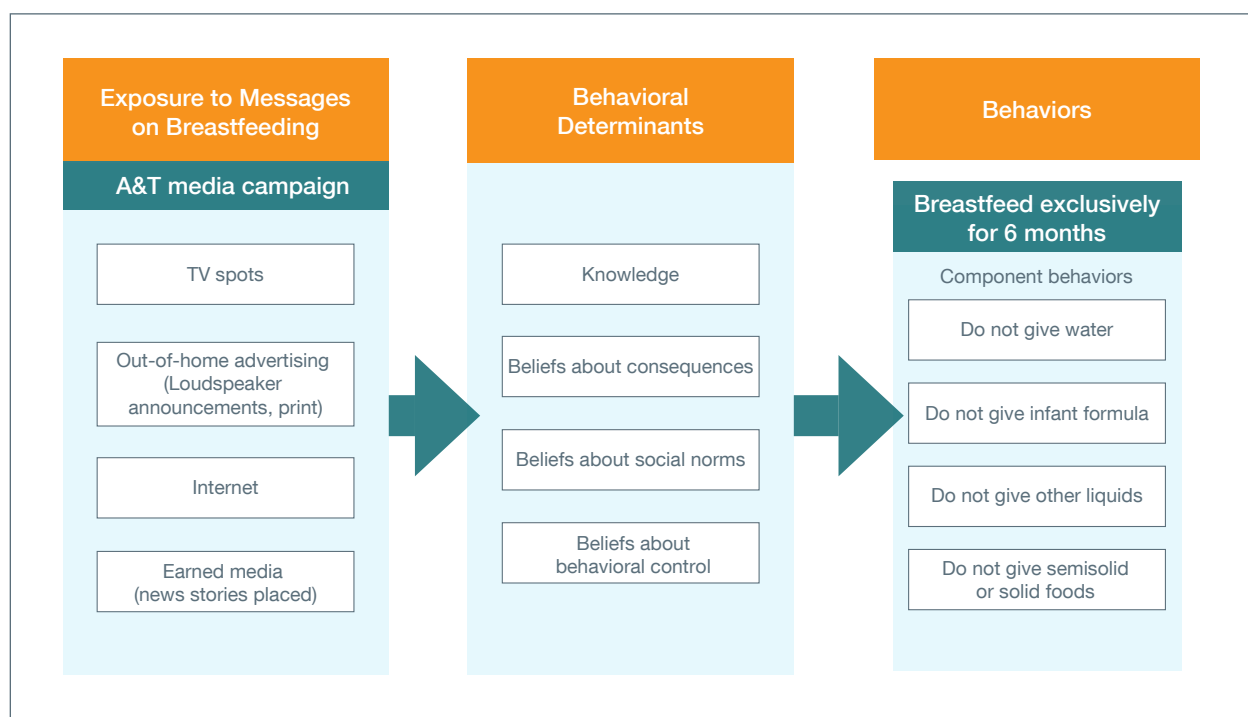 Exposure to Messages
on Breastfeeding
A&T media campaign
TV spots
Out-of-home advertising
(Loudspeaker
announcements, print)
Internet
Earned media
(news stories placed)
Behavioral
Determinants
Knowledge
Beliefs about consequences
Beliefs about social norms
Beliefs about
behavioral control
Behaviors
Breastfeed exclusively
for 6 months
Component behaviors
Do not give water
Do not give infant formula
Do not give other liquids
Do not give semisolid
or solid foods